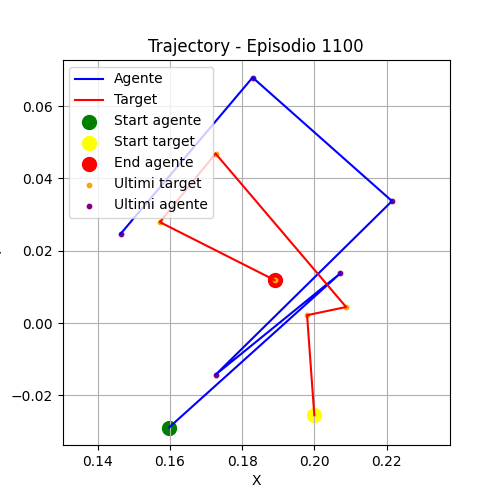 Trajectory - Episodio 1100
Agente
Target
Start agente
Start target
End agente
Ultimi target
Ultimi agente
0.06
0.04
0.02
0.00
−0.02
0.14
0.16
0.18
0.20
0.22
X